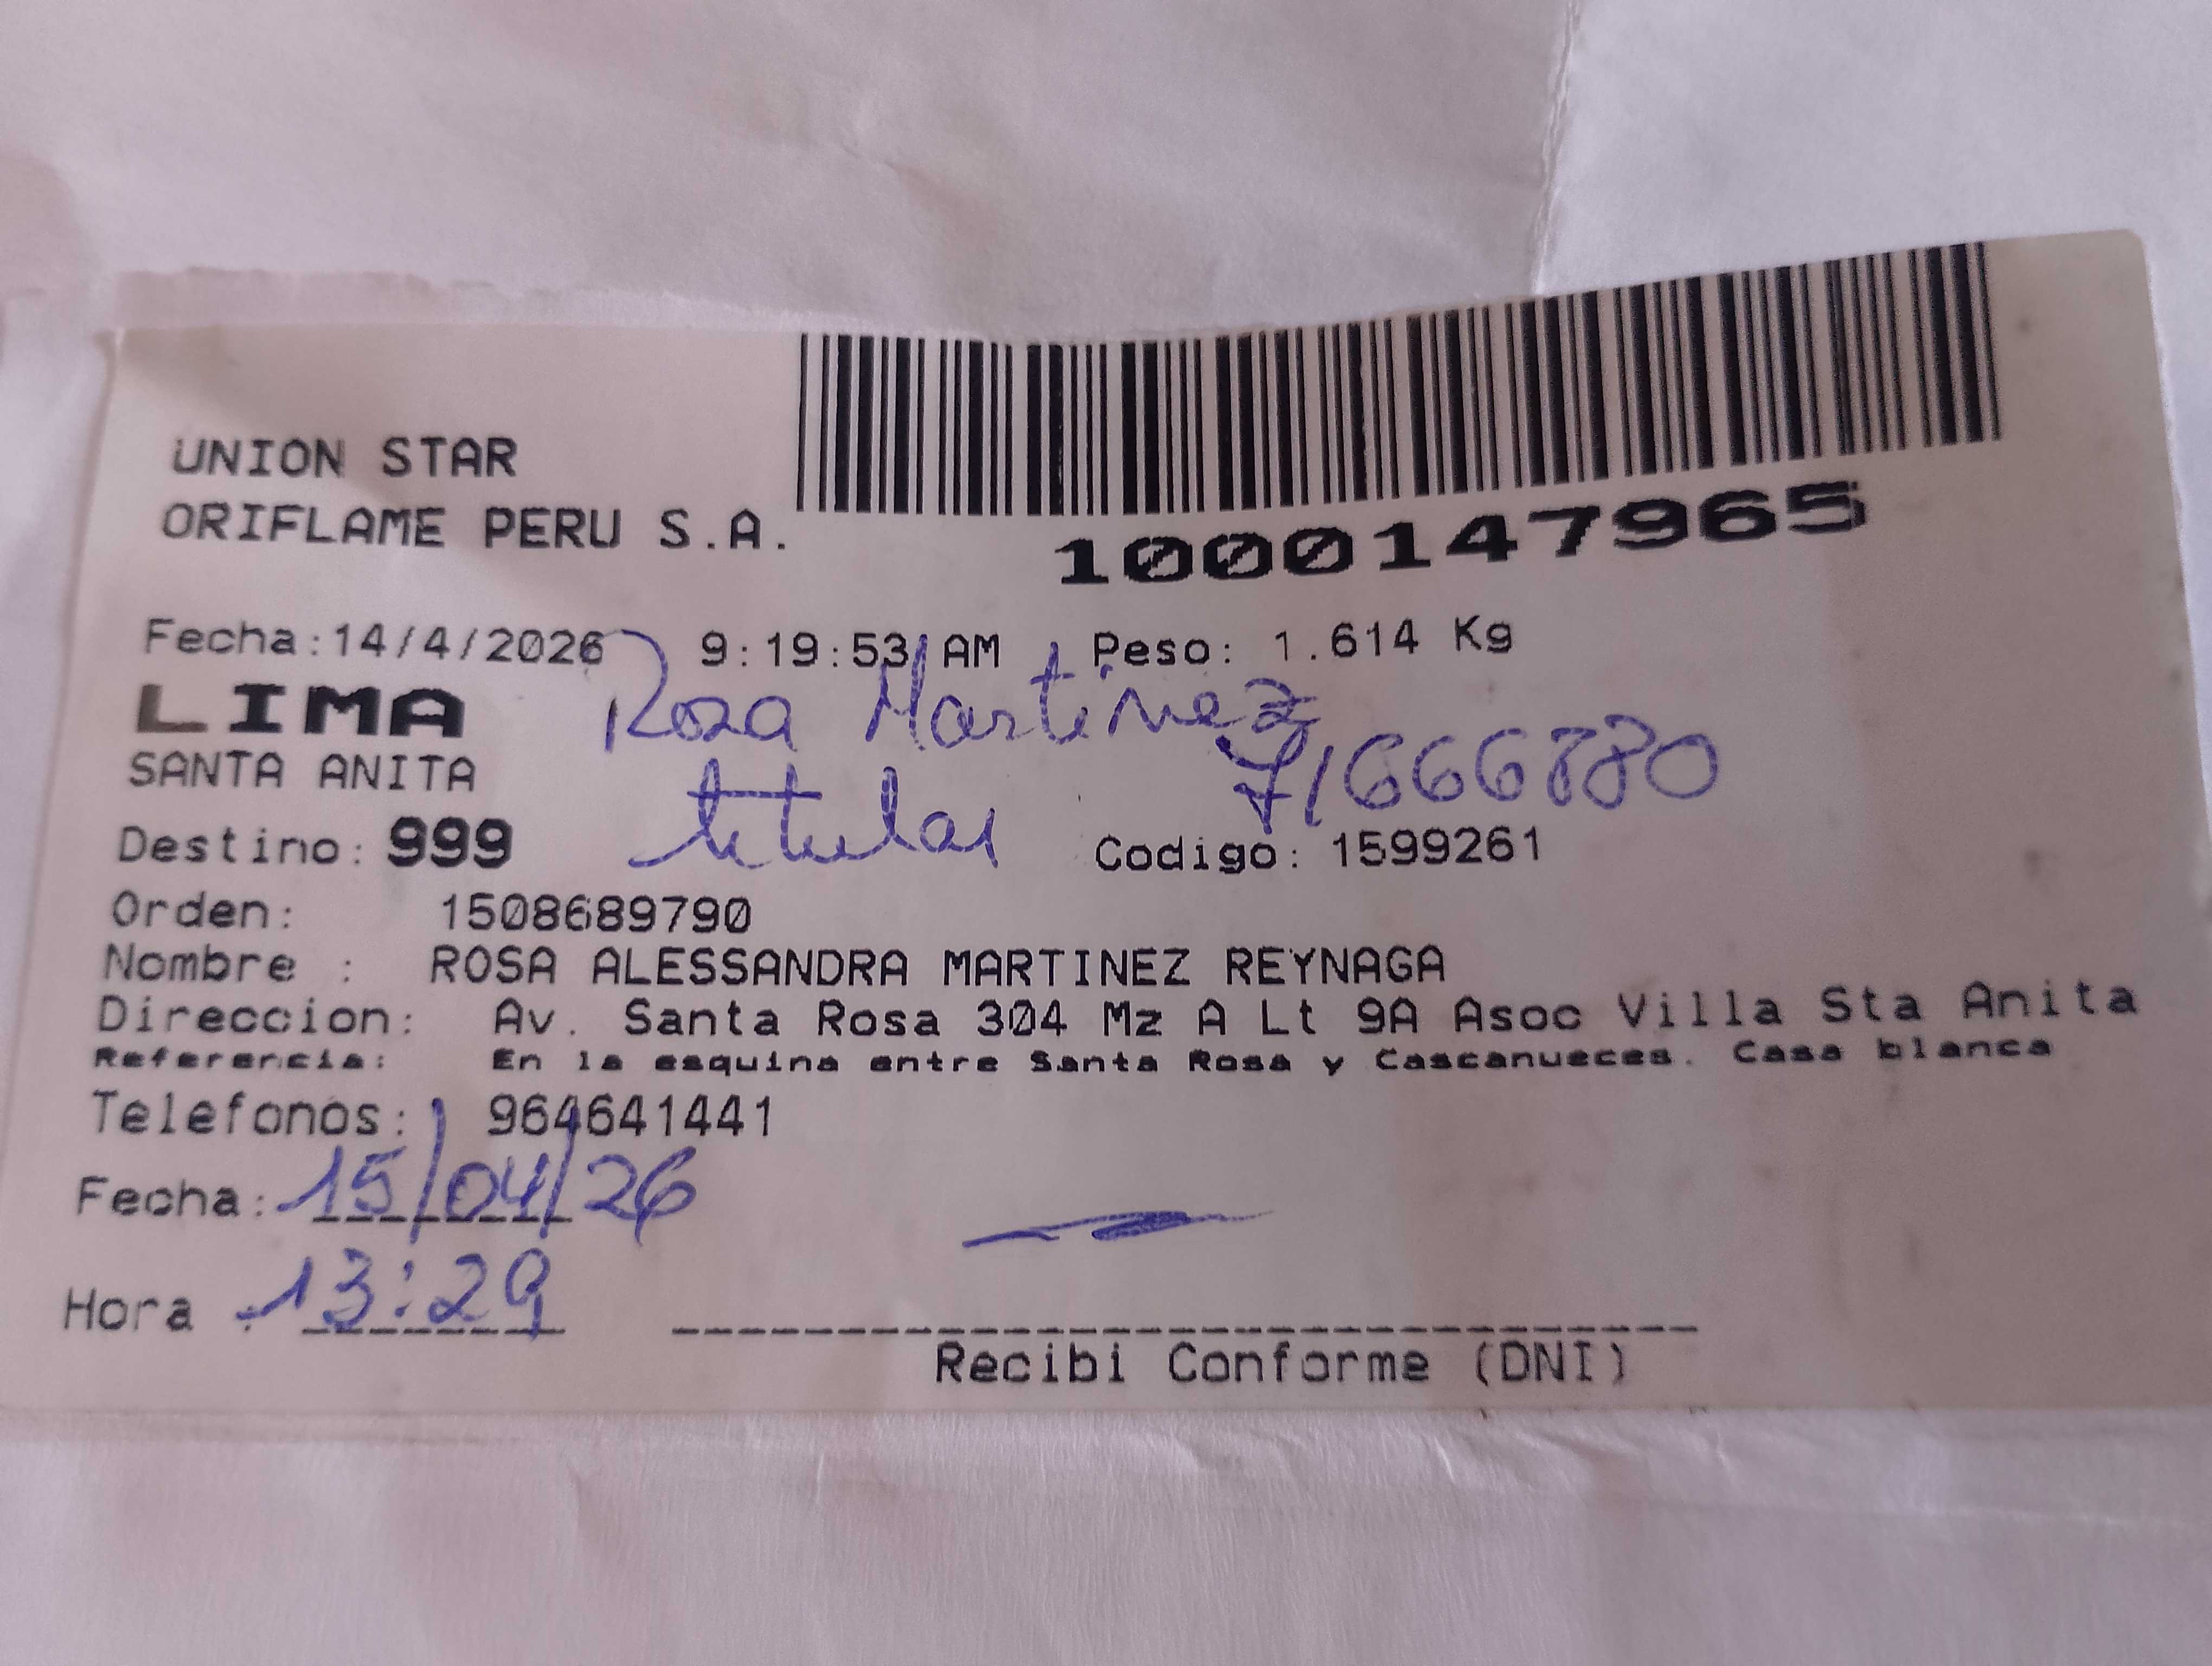 UNION STAR
ORIFLAME PERU S.A.
1000147965
Fecha:14/4/2026 9:19:53 AM Peso: 1.614 Kg
LIMA Rosa Martinez
SANTA ANITA
titular
Destino: 999 Codigo: 1599261
Orden: 1508689790
Nombre : ROSA ALESSANDRA MARTINEZ REYNAGA
Direccion: Av. Santa Rosa 304 Mz A Lt 9A Asoc Villa Sta Anita
Referencia: En la esquina entre Santa Rosa y Cascanueces. Casa blanca
Telefonos: 964641441
Fecha: 15/04/26
Hora 13:29
Recibi Conforme (DNI)